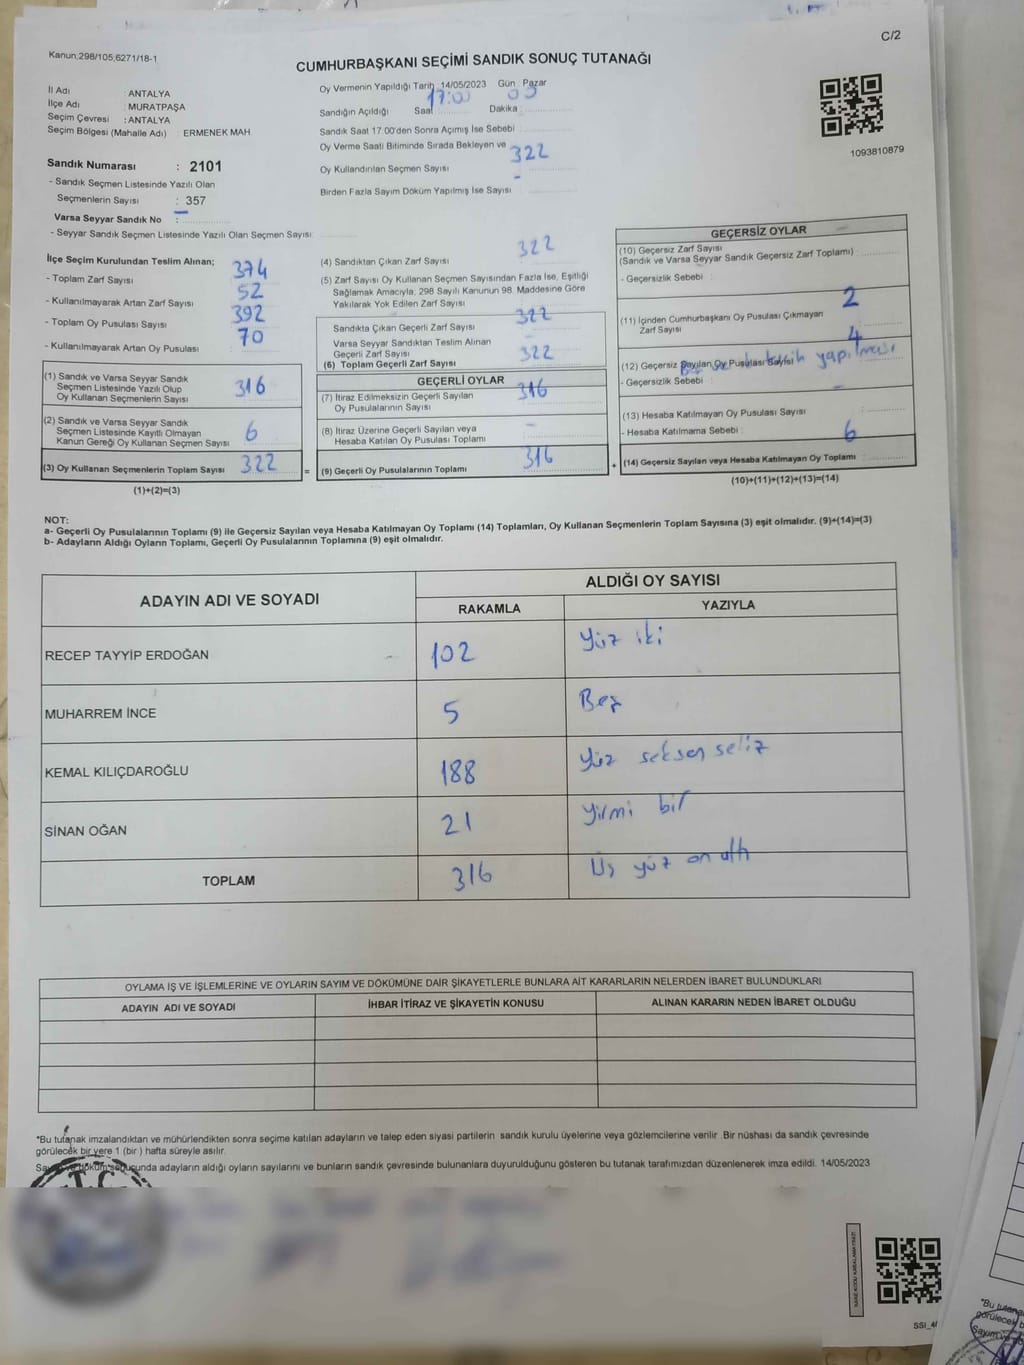 C/2
Kanun;298/105;6271/18-1
CUMHURBAŞKANI SEÇİMİ SANDIK SONUÇ TUTANAĞI
İl Adı : ANTALYA
İlçe Adı : MURATPAŞA
Seçim Çevresi : ANTALYA
Seçim Bölgesi (Mahalle Adı) : ERMENEK MAH
Sandık Numarası : 2101
- Sandık Seçmen Listesinde Yazılı Olan
Seçmenlerin Sayısı : 357
Varsa Seyyar Sandık No : –
- Seyyar Sandık Seçmen Listesinde Yazılı Olan Seçmen Sayısı:
Oy Vermenin Yapıldığı Tarih :14/05/2023 Gün : Pazar
Sandığın Açıldığı Saat 17:00 Dakika :
Sandık Saat 17.00'den Sonra Açımış İse Sebebi :
Oy Verme Saati Bitiminde Sırada Bekleyen ve
Oy Kullandırılan Seçmen Sayısı 322
Birden Fazla Sayım Döküm Yapılmış İse Sayısı : -
1093810879
İlçe Seçim Kurulundan Teslim Alınan;
- Toplam Zarf Sayısı : 374
- Kullanılmayarak Artan Zarf Sayısı : 52
- Toplam Oy Pusulası Sayısı : 392
- Kullanılmayarak Artan Oy Pusulası : 70
(1) Sandık ve Varsa Seyyar Sandık
Seçmen Listesinde Yazılı Olup
Oy Kullanan Seçmenlerin Sayısı 316
(2) Sandık ve Varsa Seyyar Sandık
Seçmen Listesinde Kayıtlı Olmayan
Kanun Gereği Oy Kullanan Seçmen Sayısı 6
(3) Oy Kullanan Seçmenlerin Toplam Sayısı 322
(1)+(2)=(3)
(4) Sandıktan Çıkan Zarf Sayısı 322
(5) Zarf Sayısı Oy Kullanan Seçmen Sayısından Fazla İse, Eşitliği
Sağlamak Amacıyla; 298 Sayılı Kanunun 98. Maddesine Göre
Yakılarak Yok Edilen Zarf Sayısı
Sandıkta Çıkan Geçerli Zarf Sayısı 322
Varsa Seyyar Sandıktan Teslim Alınan
Geçerli Zarf Sayısı
(6) Toplam Geçerli Zarf Sayısı 322
GEÇERLİ OYLAR
(7) İtiraz Edilmeksizin Geçerli Sayılan
Oy Pusulalarının Sayısı 316
(8) İtiraz Üzerine Geçerli Sayılan veya
Hesaba Katılan Oy Pusulası Toplamı –
= (9) Geçerli Oy Pusulalarının Toplamı 316
GEÇERSİZ OYLAR
(10) Geçersiz Zarf Sayısı
(Sandık ve Varsa Seyyar Sandık Geçersiz Zarf Toplamı)
- Geçersizlik Sebebi :
(11) İçinden Cumhurbaşkanı Oy Pusulası Çıkmayan
Zarf Sayısı 2
(12) Geçersiz Sayılan Oy Pusulası Sayısı 4
- Geçersizlik Sebebi : yapılması
(13) Hesaba Katılmayan Oy Pusulası Sayısı –
- Hesaba Katılmama Sebebi :
+ (14) Geçersiz Sayılan veya Hesaba Katılmayan Oy Toplamı 6
(10)+(11)+(12)+(13)=(14)
NOT:
a- Geçerli Oy Pusulalarının Toplamı (9) ile Geçersiz Sayılan veya Hesaba Katılmayan Oy Toplamı (14) Toplamları, Oy Kullanan Seçmenlerin Toplam Sayısına (3) eşit olmalıdır. (9)+(14)=(3)
b- Adayların Aldığı Oyların Toplamı, Geçerli Oy Pusulalarının Toplamına (9) eşit olmalıdır.
ADAYIN ADI VE SOYADI ALDIĞI OY SAYISI
RAKAMLA YAZIYLA
RECEP TAYYİP ERDOĞAN 102 Yüz iki
MUHARREM İNCE 5 Beş
KEMAL KILIÇDAROĞLU 188 Yüz seksen sekiz
SİNAN OĞAN 21 Yirmi bir
TOPLAM 316 Üç yüz on altı
OYLAMA İŞ VE İŞLEMLERİNE VE OYLARIN SAYIM VE DÖKÜMÜNE DAİR ŞİKAYETLERLE BUNLARA AİT KARARLARIN NELERDEN İBARET BULUNDUKLARI
ADAYIN ADI VE SOYADI İHBAR İTİRAZ VE ŞİKAYETİN KONUSU ALINAN KARARIN NEDEN İBARET OLDUĞU
*Bu tutanak imzalandıktan ve mühürlendikten sonra seçime katılan adayların ve talep eden siyasi partilerin sandık kurulu üyelerine veya gözlemcilerine verilir .Bir nüshası da sandık çevresinde
görülecek bir yere 1 (bir ) hafta süreyle asılır.
Sayım ve döküm sonucunda adayların aldığı oyların sayılarını ve bunların sandık çevresinde bulunanlara duyurulduğunu gösteren bu tutanak tarafımızdan düzenlenerek imza edildi. 14/05/2023
T.C.